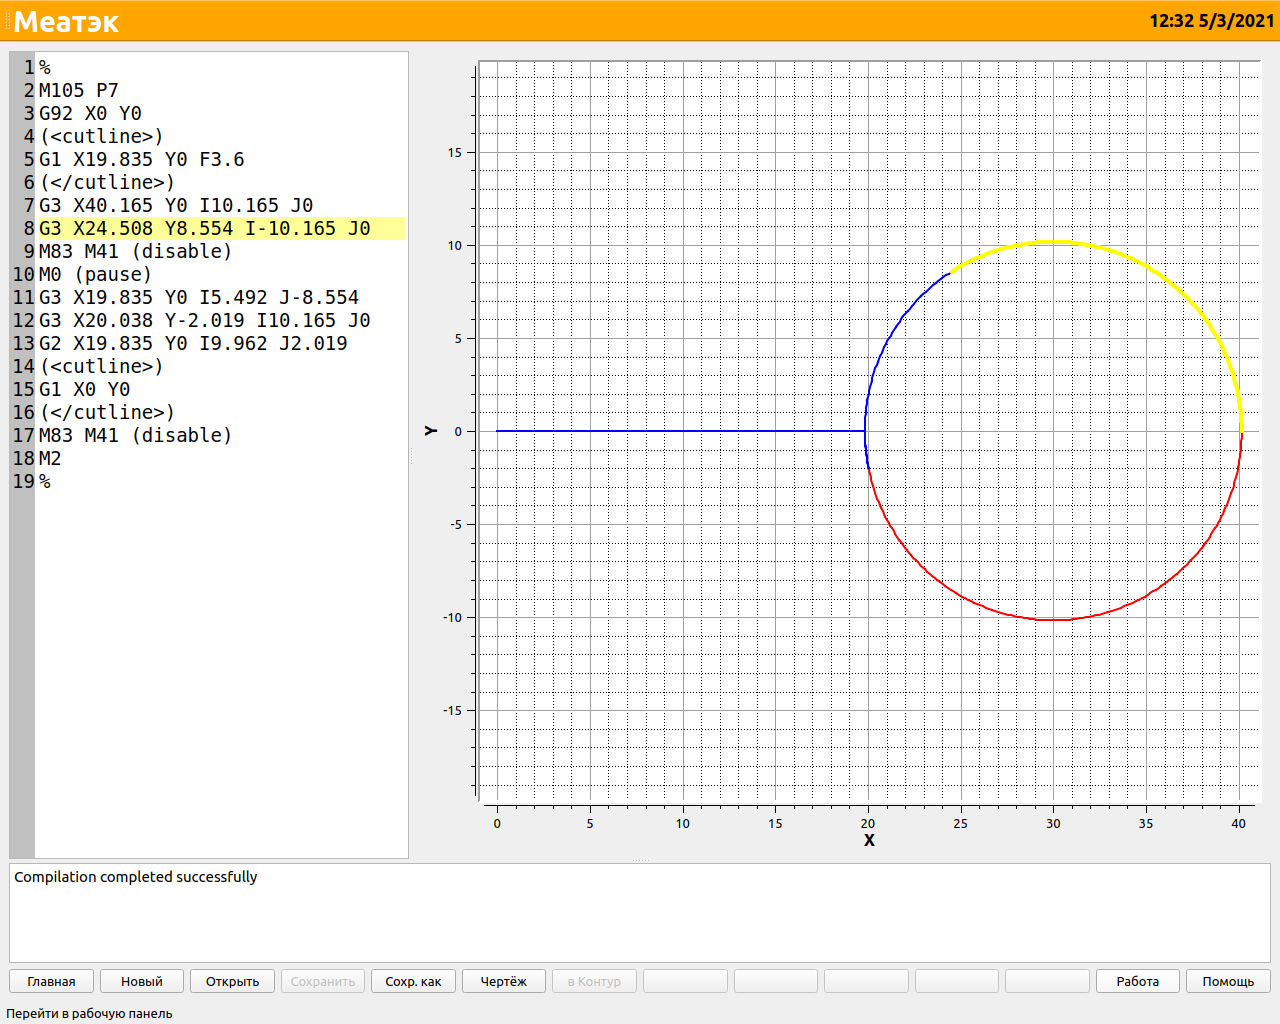 Меатэк
12:32 5/3/2021
1 %
2 M105 P7
3 G92 X0 Y0
4 (<cutline>)
5 G1 X19.835 Y0 F3.6
6 (</cutline>)
7 G3 X40.165 Y0 I10.165 J0
8 G3 X24.508 Y8.554 I-10.165 J0
9 M83 M41 (disable)
10 M0 (pause)
11 G3 X19.835 Y0 I5.492 J-8.554
12 G3 X20.038 Y-2.019 I10.165 J0
13 G2 X19.835 Y0 I9.962 J2.019
14 (<cutline>)
15 G1 X0 Y0
16 (</cutline>)
17 M83 M41 (disable)
18 M2
19 %
15
10
5
0
-5
-10
-15
Y
0 5 10 15 20 25 30 35 40
X
Compilation completed successfully
Главная Новый Открыть Сохранить Сохр. как Чертёж в Контур Работа Помощь
Перейти в рабочую панель